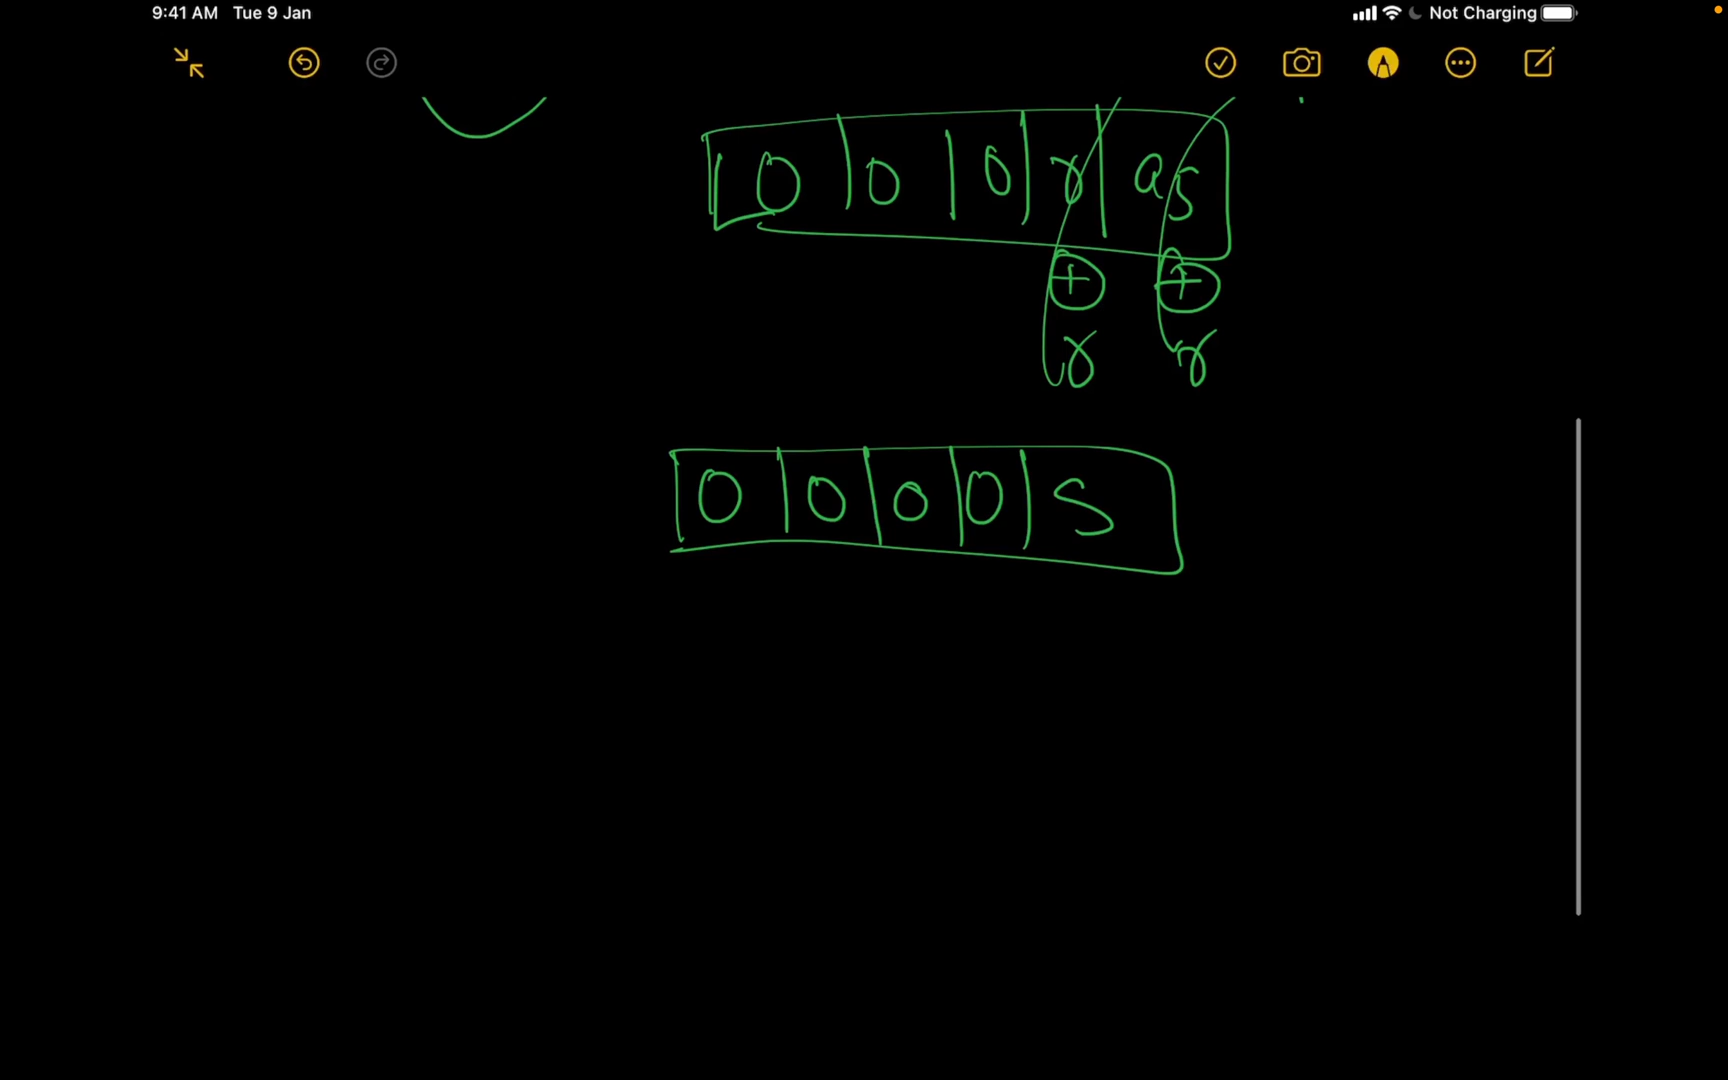 9:41 AM Tue 9 Jan Not Charging
0 0 0 γ a5
⊕ ⊕
γ γ
0 0 0 0 S